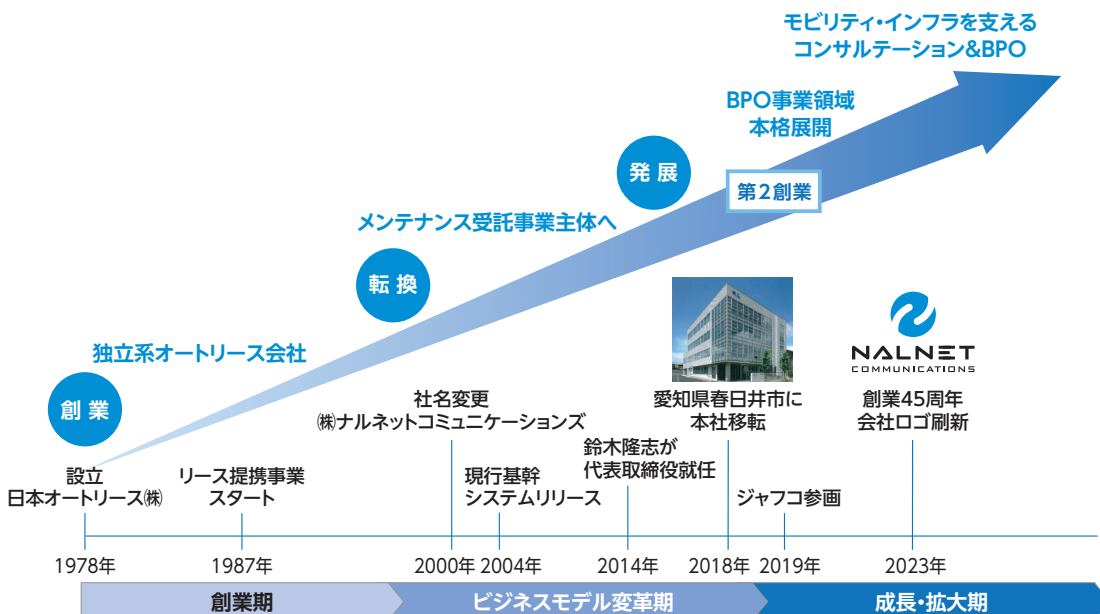 モビリティ・インフラを支える
コンサルテーション&BPO
BPO事業領域
本格展開
発展
第2創業
メンテナンス受託事業主体へ
転換
独立系オートリース会社
創業
NALNET
COMMUNICATIONS
社名変更
㈱ナルネットコミュニケーションズ
愛知県春日井市に
本社移転
創業45周年
会社ロゴ刷新
設立
日本オートリース㈱
リース提携事業
スタート
現行基幹
システムリリース
鈴木隆志が
代表取締役就任
ジャフコ参画
1978年
1987年
2000年
2004年
2014年
2018年
2019年
2023年
創業期
ビジネスモデル変革期
成長・拡大期